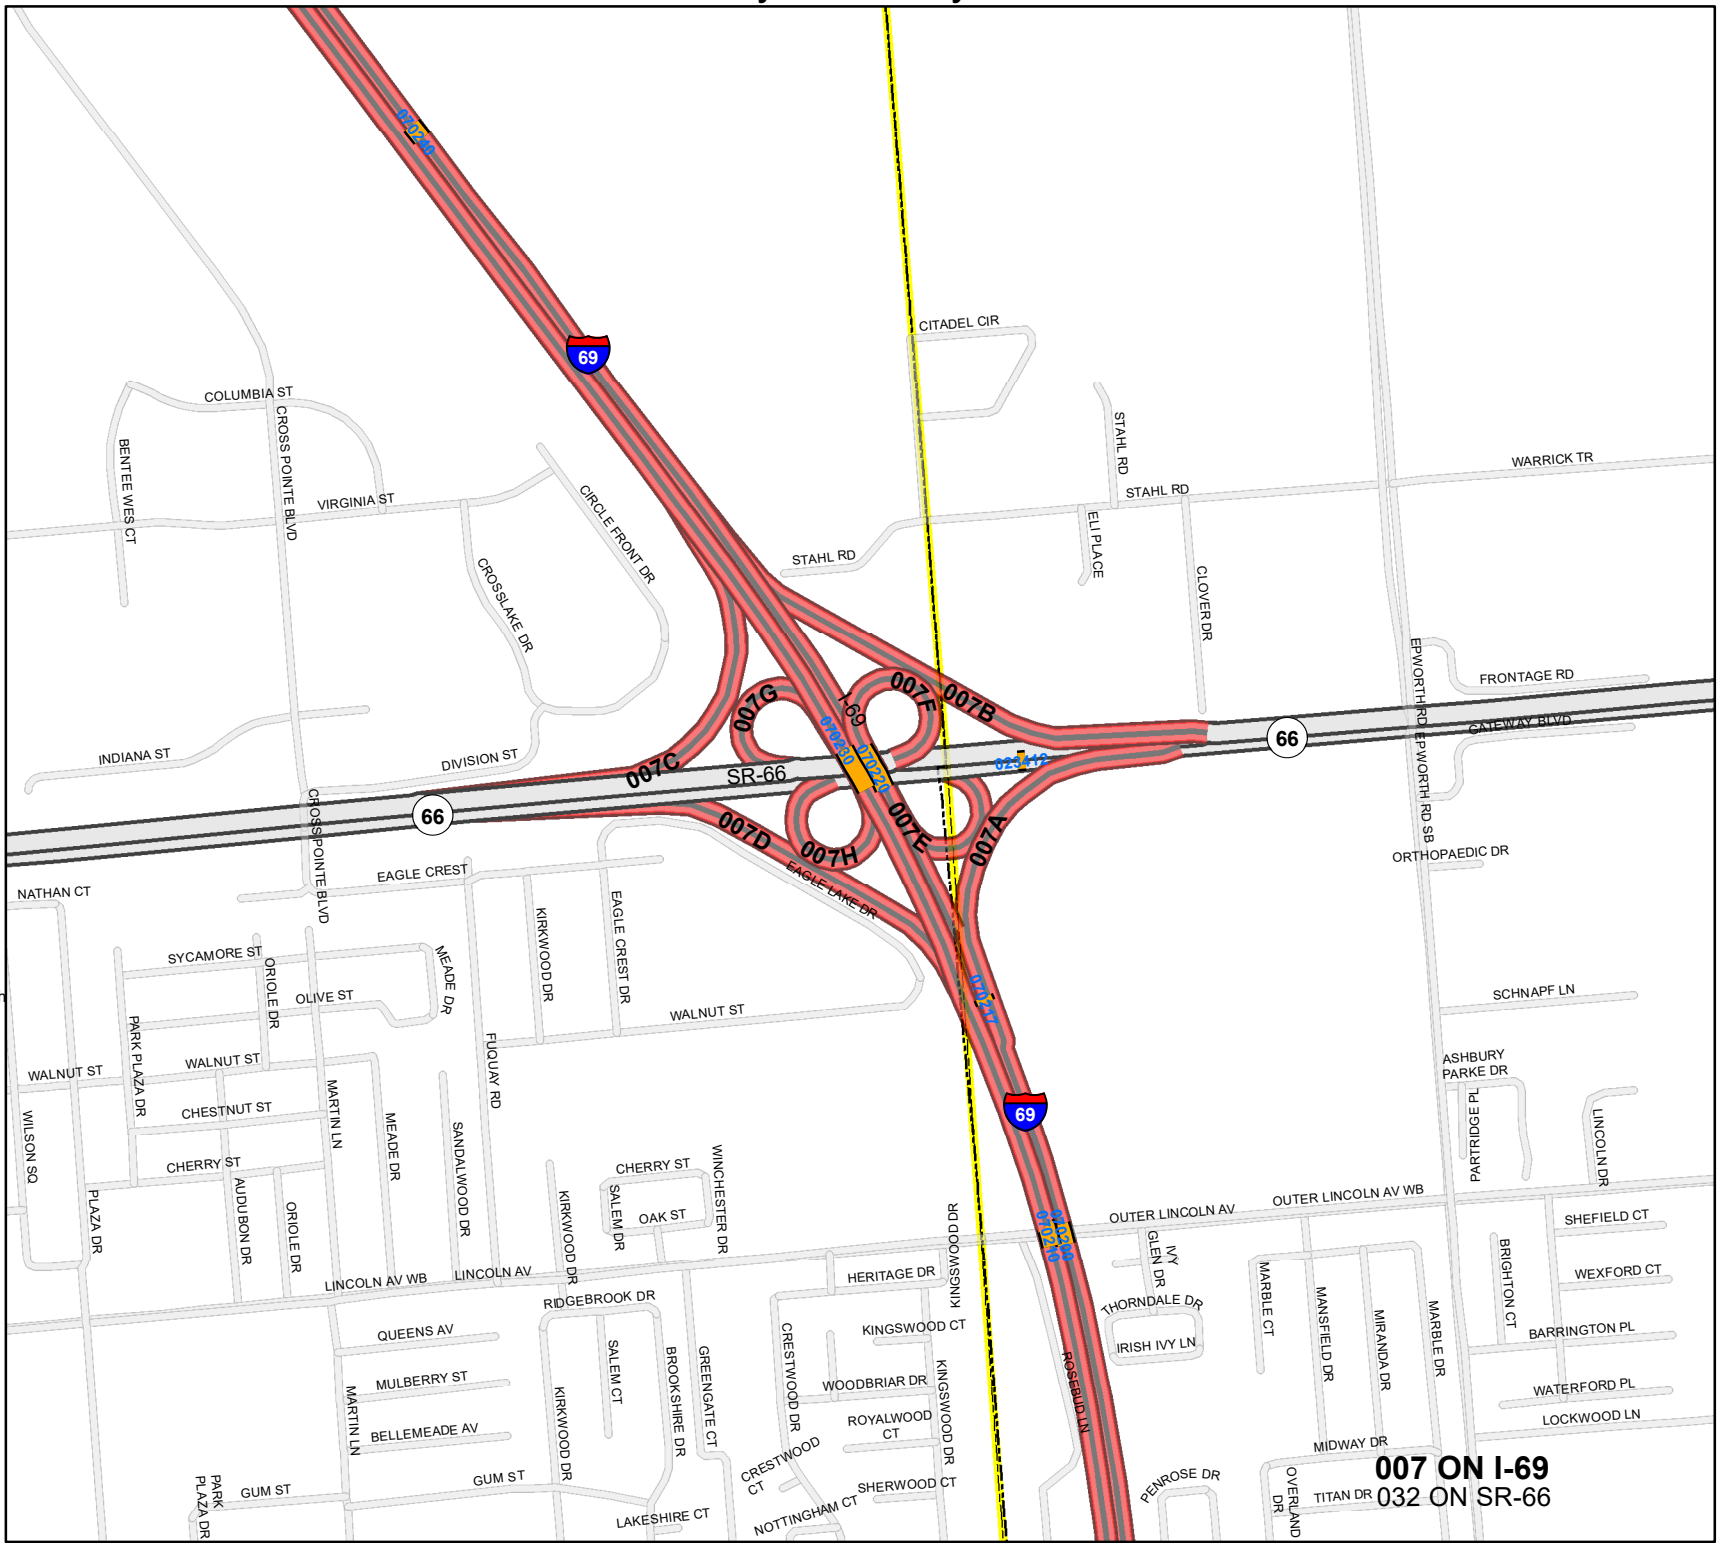 070240
69
CITADEL CIR
COLUMBIA ST
CROSS POINTE BLVD
BENTEE WES CT
VIRGINIA ST
CIRCLE FRONT DR
STAHL RD
STAHL RD
WARRICK TR
STAHL RD
ELI PLACE
CLOVER DR
CROSSLAKE DR
EPWORTH RD
EPWORTH RD SB
FRONTAGE RD
GATEWAY BLVD
INDIANA ST
DIVISION ST
007G
I-69
007F
007B
070230
070220
023412
66
007C
SR-66
66
CROSSPOINTE BLVD
007D
007H
007E
007A
EAGLE LAKE DR
ORTHOPAEDIC DR
NATHAN CT
EAGLE CREST
KIRKWOOD DR
EAGLE CREST DR
SYCAMORE ST
ORIOLE DR
MEADE DR
OLIVE ST
070217
SCHNAPF LN
WALNUT ST
PARK PLAZA DR
WALNUT ST
WALNUT ST
FUQUAY RD
ASHBURY
PARKE DR
PARTRIDGE PL
LINCOLN DR
69
WILSON SQ
CHESTNUT ST
MARTIN LN
MEADE DR
SANDALWOOD DR
CHERRY ST
PLAZA DR
AUDUBON DR
ORIOLE DR
KIRKWOOD DR
CHERRY ST
SALEM DR
OAK ST
WINCHESTER DR
KINGSWOOD DR
OUTER LINCOLN AV
OUTER LINCOLN AV WB
070210
SHEFIELD CT
IVY
GLEN DR
BRIGHTON CT
WEXFORD CT
LINCOLN AV WB
LINCOLN AV
HERITAGE DR
RIDGEBROOK DR
THORNDALE DR
MARBLE CT
MANSFIELD DR
MIRANDA DR
MARBLE DR
BARRINGTON PL
IRISH IVY LN
QUEENS AV
KINGSWOOD CT
SALEM CT
BROOKSHIRE DR
GREENGATE CT
CRESTWOOD DR
KINGSWOOD DR
ROSEBUD LN
MULBERRY ST
WOODBRIAR DR
WATERFORD PL
MARTIN LN
KIRKWOOD DR
ROYALWOOD
CT
LOCKWOOD LN
BELLEMEADE AV
MIDWAY DR
CRESTWOOD
CT
SHERWOOD CT
PENROSE DR
OVERLAND
DR
TITAN DR
007 ON I-69
032 ON SR-66
PARK
PLAZA DR
GUM ST
GUM ST
LAKESHIRE CT
NOTTINGHAM CT